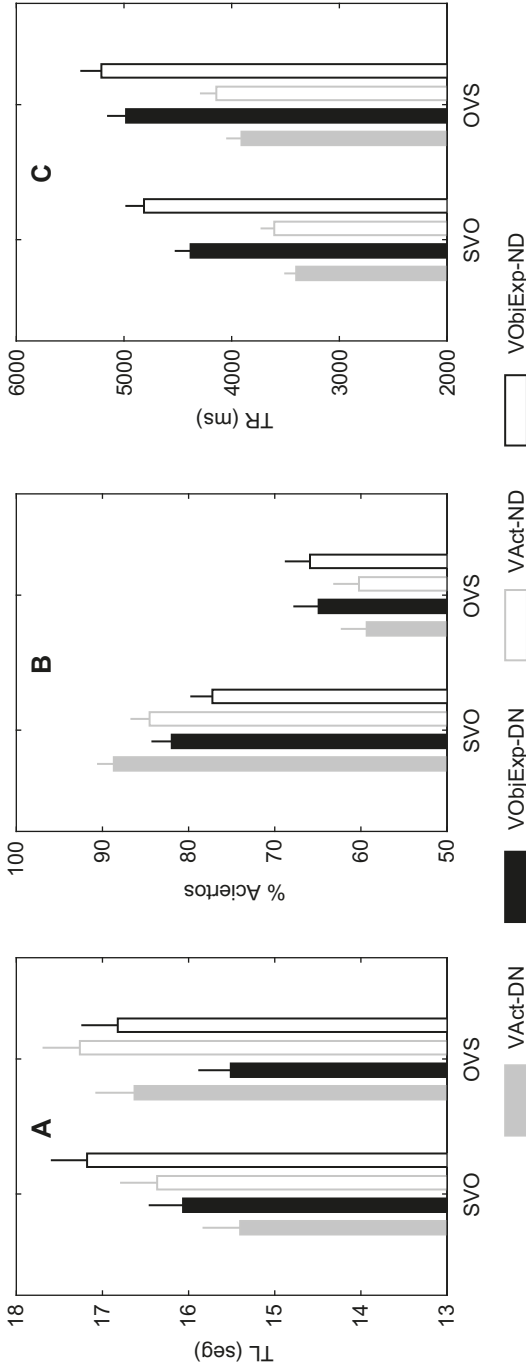 A
TL (seg)
18
17
16
15
14
13
SVO
OVS
B
% Aciertos
100
90
80
70
60
50
SVO
OVS
C
TR (ms)
6000
5000
4000
3000
2000
SVO
OVS
VAct-DN
VObjExp-DN
VAct-ND
VObjExp-ND